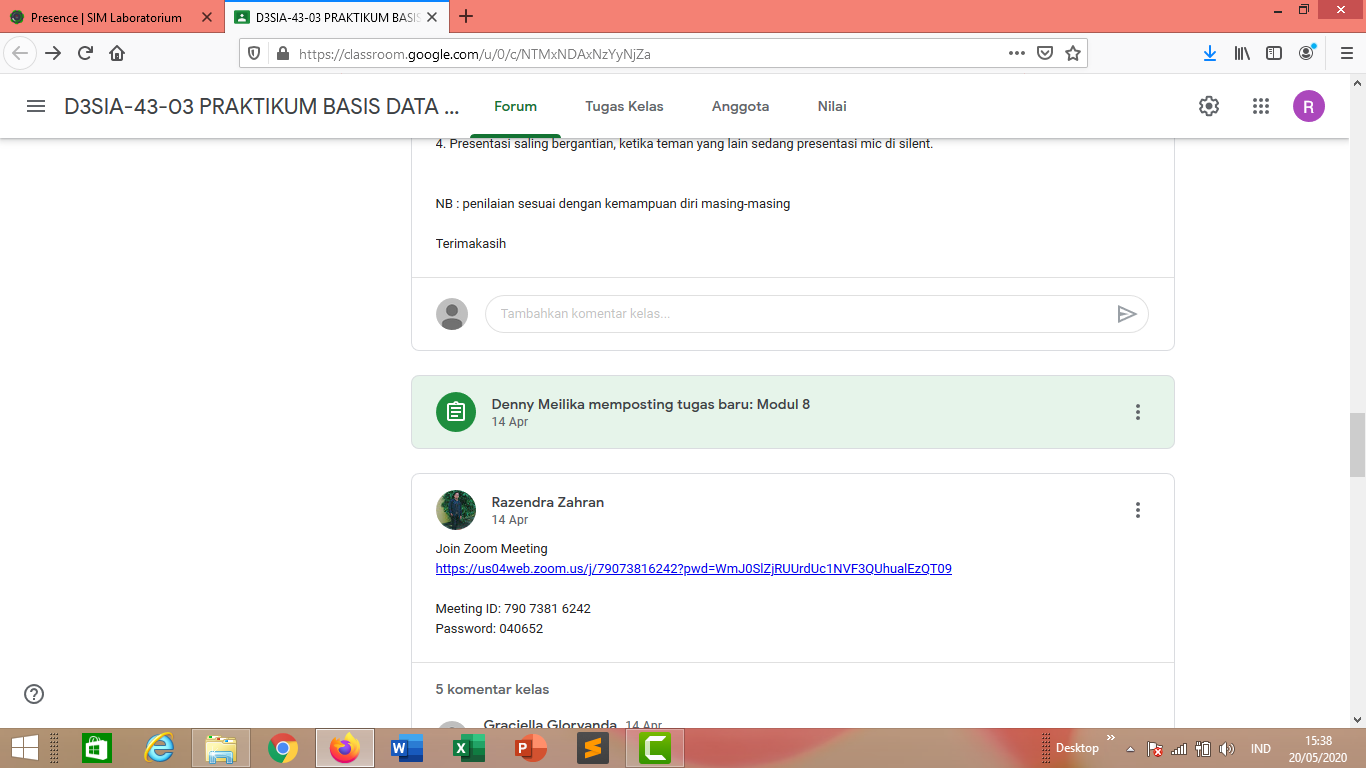 Presence | SIM Laboratorium
D3SIA-43-03 PRAKTIKUM BASIS
https://classroom.google.com/u/0/c/NTMxNDAxNzYyNjZa
D3SIA-43-03 PRAKTIKUM BASIS DATA ...
Forum
Tugas Kelas
Anggota
Nilai
R
4. Presentasi saling bergantian, ketika teman yang lain sedang presentasi mic di silent.
NB : penilaian sesuai dengan kemampuan diri masing-masing
Terimakasih
Tambahkan komentar kelas...
Denny Meilika memposting tugas baru: Modul 8
14 Apr
Razendra Zahran
14 Apr
Join Zoom Meeting
https://us04web.zoom.us/j/79073816242?pwd=WmJ0SlZjRUUrdUc1NVF3QUhualEzQT09
Meeting ID: 790 7381 6242
Password: 040652
5 komentar kelas
Graciella Gloryanda 14 Apr
Desktop
IND
15:38
20/05/2020